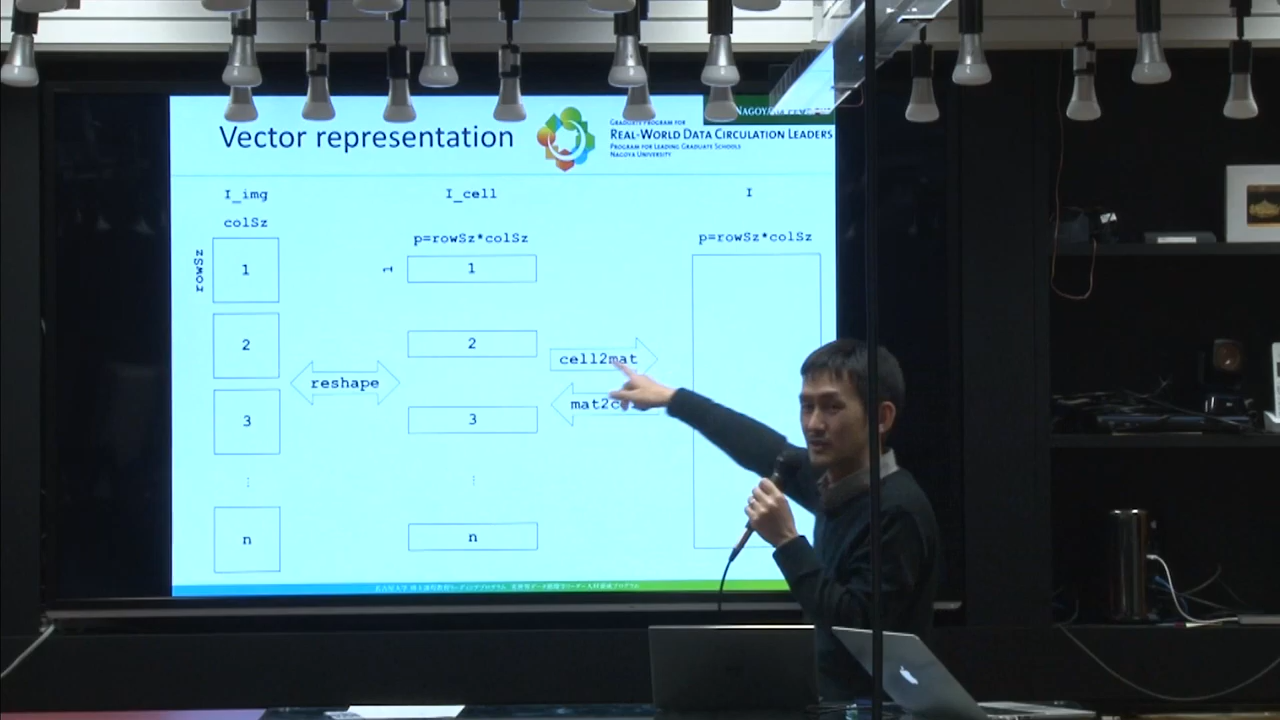 Vector representation
GRADUATE PROGRAM FOR
REAL-WORLD DATA CIRCULATION LEADERS
PROGRAM FOR LEADING GRADUATE SCHOOLS
NAGOYA UNIVERSITY
I_img
I_cell
I
colSz
p=rowSz*colSz
p=rowSz*colSz
rowSz
1
1
1
2
2
cell2mat
reshape
3
3
⋮
⋮
n
n